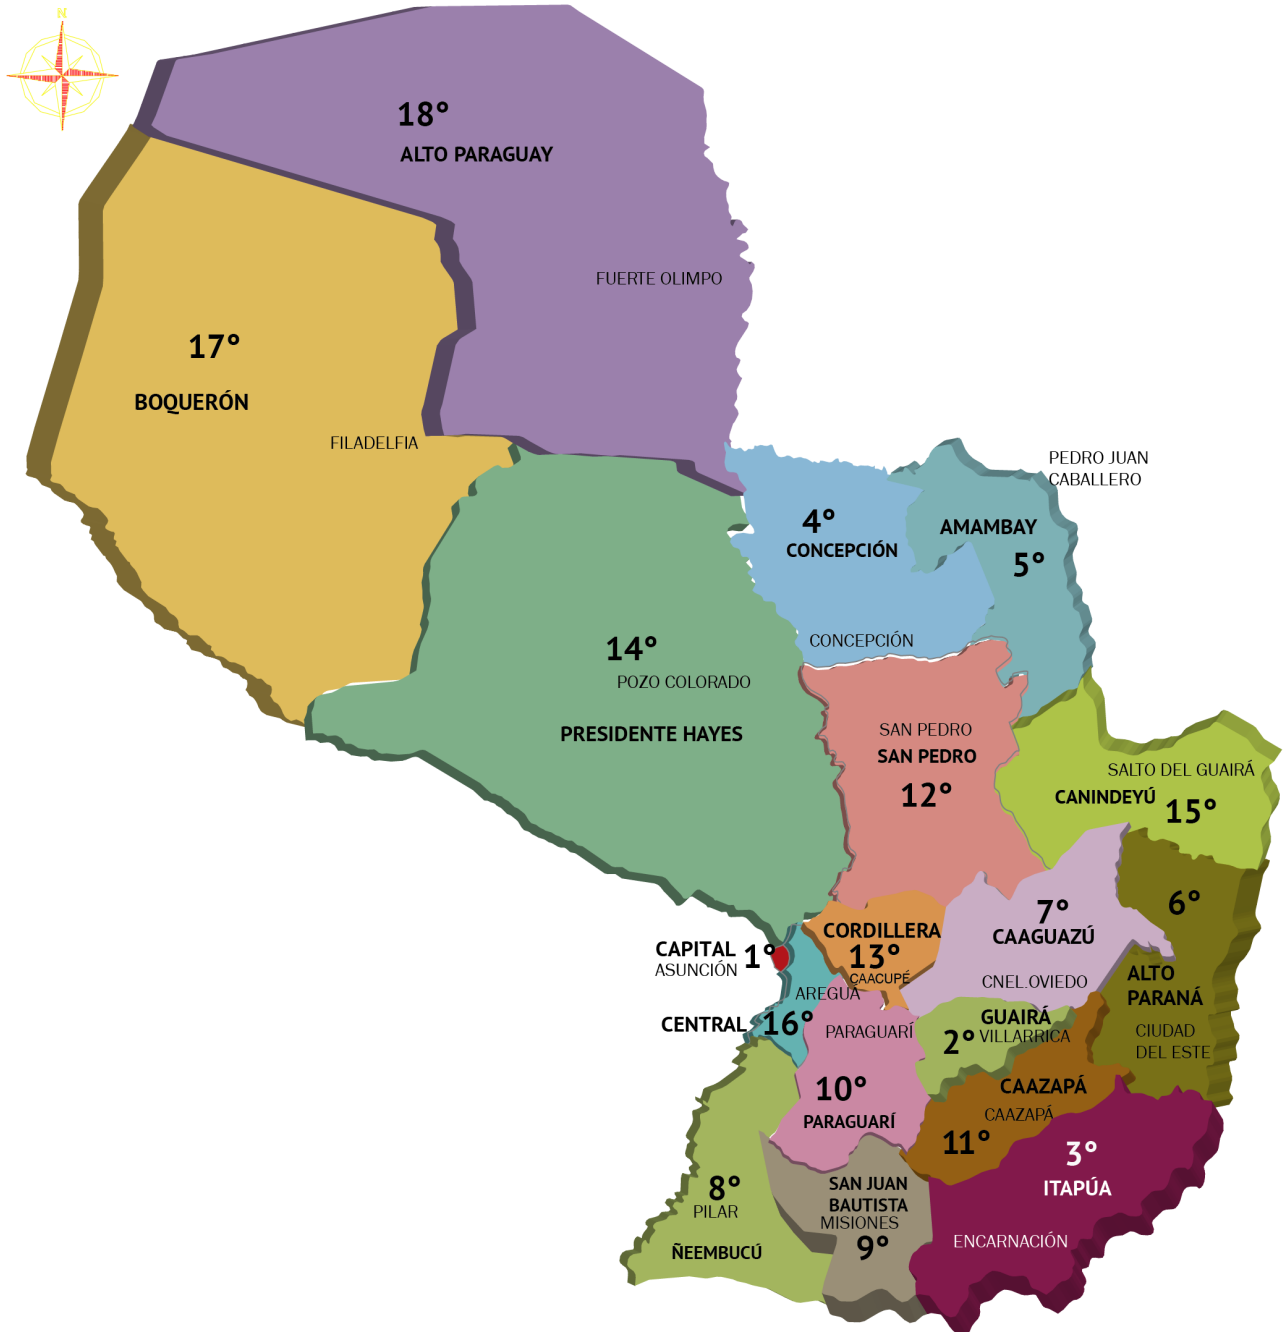 N
18°
ALTO PARAGUAY
FUERTE OLIMPO
17°
BOQUERÓN
FILADELFIA
PEDRO JUAN
CABALLERO
4°
CONCEPCIÓN
AMAMBAY
5°
CONCEPCIÓN
14°
POZO COLORADO
PRESIDENTE HAYES
SAN PEDRO
SAN PEDRO
12°
SALTO DEL GUAIRÁ
CANINDEYÚ
15°
6°
7°
CAAGUAZÚ
CORDILLERA
13°
CAACUPÉ
CAPITAL
1°
ASUNCIÓN
CNEL.OVIEDO
ALTO
PARANÁ
AREGUÁ
CENTRAL
16°
PARAGUARÍ
GUAIRÁ
2°
VILLARRICA
CIUDAD
DEL ESTE
10°
PARAGUARÍ
CAAZAPÁ
CAAZAPÁ
11°
3°
ITAPÚA
ENCARNACIÓN
8°
PILAR
ÑEEMBUCÚ
SAN JUAN
BAUTISTA
MISIONES
9°